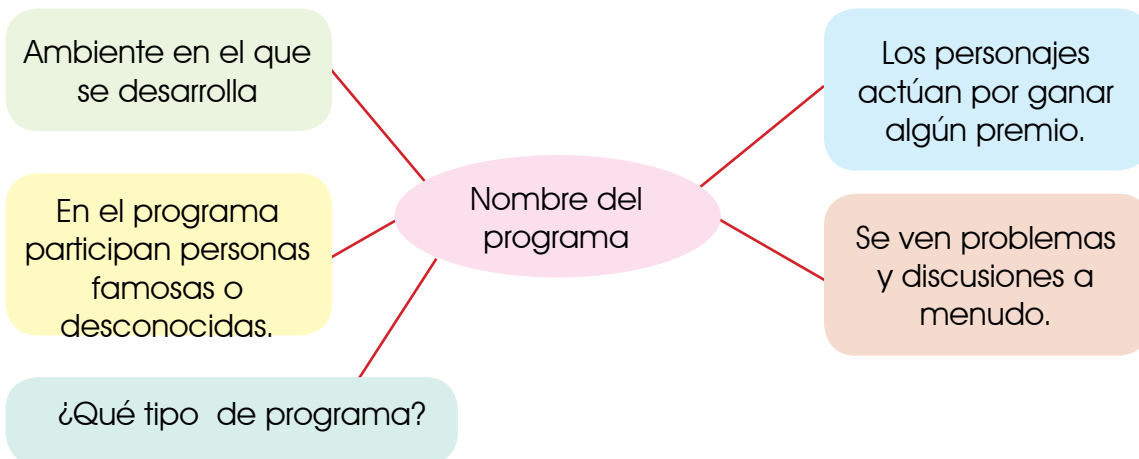 Ambiente en el que
se desarrolla
En el programa
participan personas
famosas o
desconocidas.
¿Qué tipo de programa?
Nombre del
programa
Los personajes
actúan por ganar
algún premio.
Se ven problemas
y discusiones a
menudo.